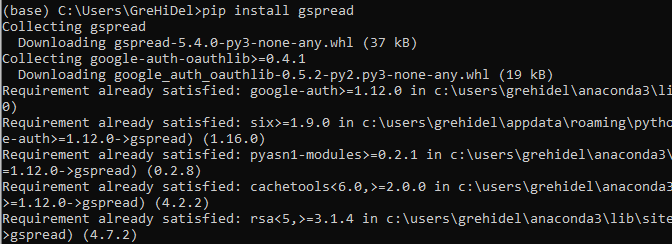 (base) C:\Users\GreHiDel>pip install gspread
Collecting gspread
  Downloading gspread-5.4.0-py3-none-any.whl (37 kB)
Collecting google-auth-oauthlib>=0.4.1
  Downloading google_auth_oauthlib-0.5.2-py2.py3-none-any.whl (19 kB)
Requirement already satisfied: google-auth>=1.12.0 in c:\users\grehidel\anaconda3\li
0)
Requirement already satisfied: six>=1.9.0 in c:\users\grehidel\appdata\roaming\pytho
e-auth>=1.12.0->gspread) (1.16.0)
Requirement already satisfied: pyasn1-modules>=0.2.1 in c:\users\grehidel\anaconda3\
=1.12.0->gspread) (0.2.8)
Requirement already satisfied: cachetools<6.0,>=2.0.0 in c:\users\grehidel\anaconda3
>=1.12.0->gspread) (4.2.2)
Requirement already satisfied: rsa<5,>=3.1.4 in c:\users\grehidel\anaconda3\lib\site
>gspread) (4.7.2)